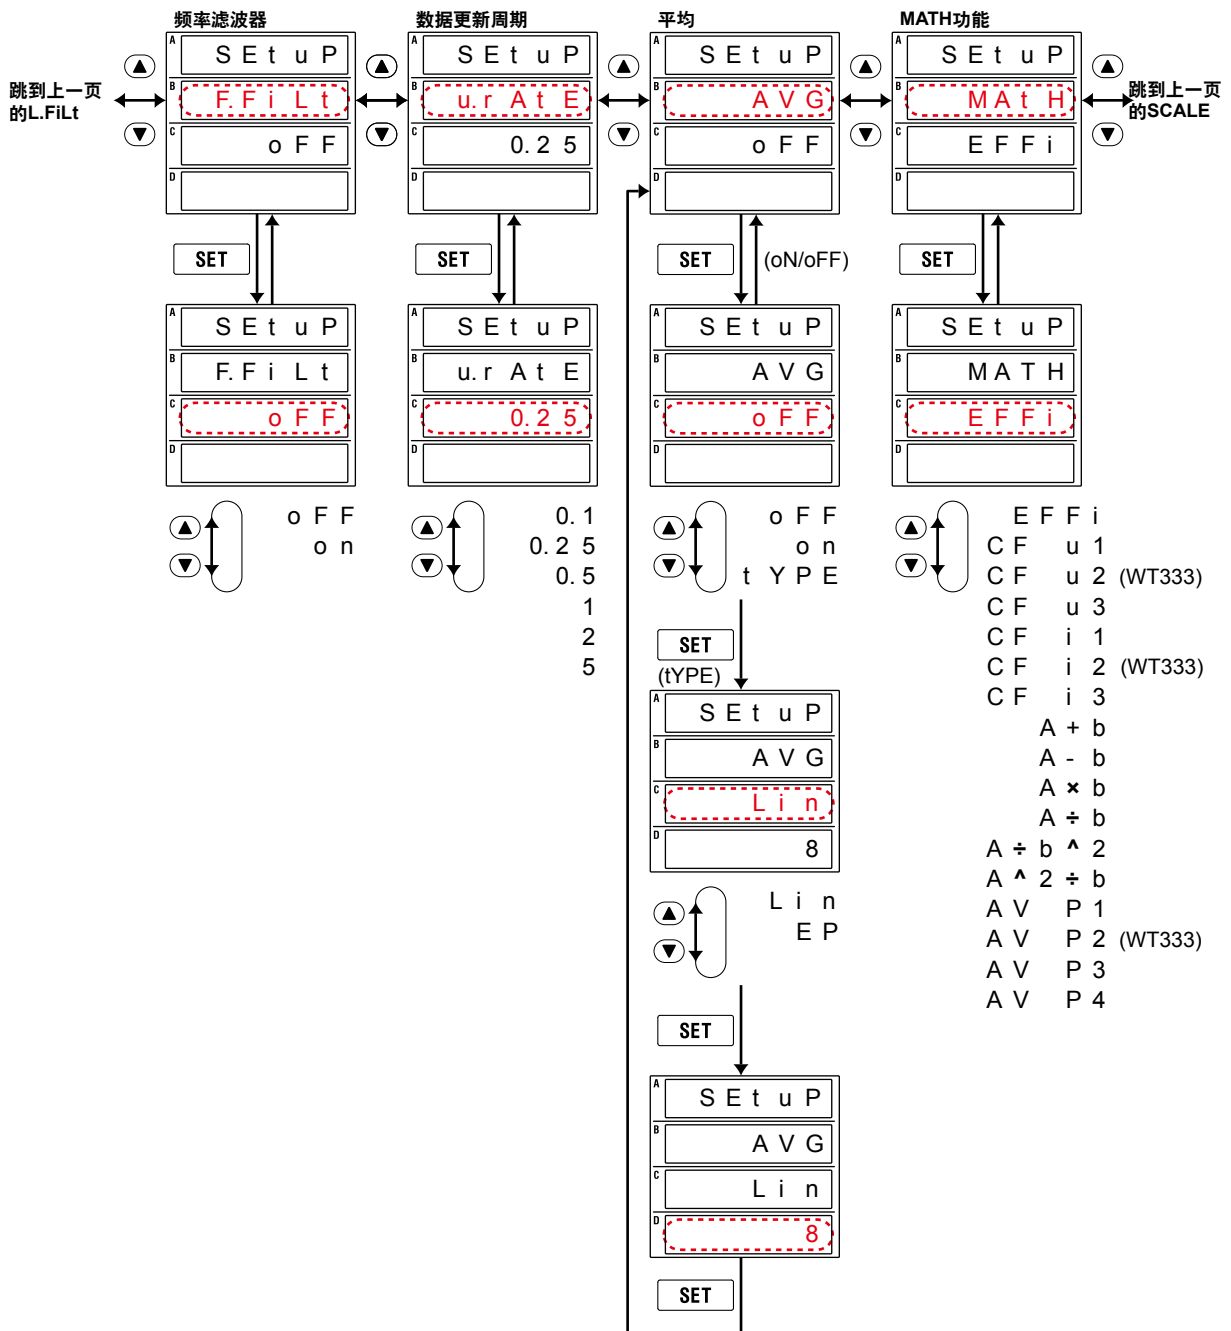 频率滤波器
数据更新周期
平均
MATH功能
跳到上一页
的L.FiLt
A SEtuP
B F.FiLt
C oFF
D
A SEtuP
B u.rAtE
C 0.25
D
A SEtuP
B AVG
C oFF
D
A SEtuP
B MAtH
C EFFi
D
跳到上一页
的SCALE
SET
SET
SET (oN/oFF)
SET
A SEtuP
B F.FiLt
C oFF
D
A SEtuP
B u.rAtE
C 0.25
D
A SEtuP
B AVG
C oFF
D
A SEtuP
B MATH
C EFFi
D
oFF
on
0.1
0.25
0.5
1
2
5
oFF
on
tYPE
EFFi
CF u1
CF u2 (WT333)
CF u3
CF i1
CF i2 (WT333)
CF i3
A+b
A-b
A×b
A÷b
A÷b^2
A^2÷b
AV P1
AV P2 (WT333)
AV P3
AV P4
SET
(tYPE)
A SEtuP
B AVG
C Lin
D 8
Lin
EP
SET
A SEtuP
B AVG
C Lin
D 8
SET